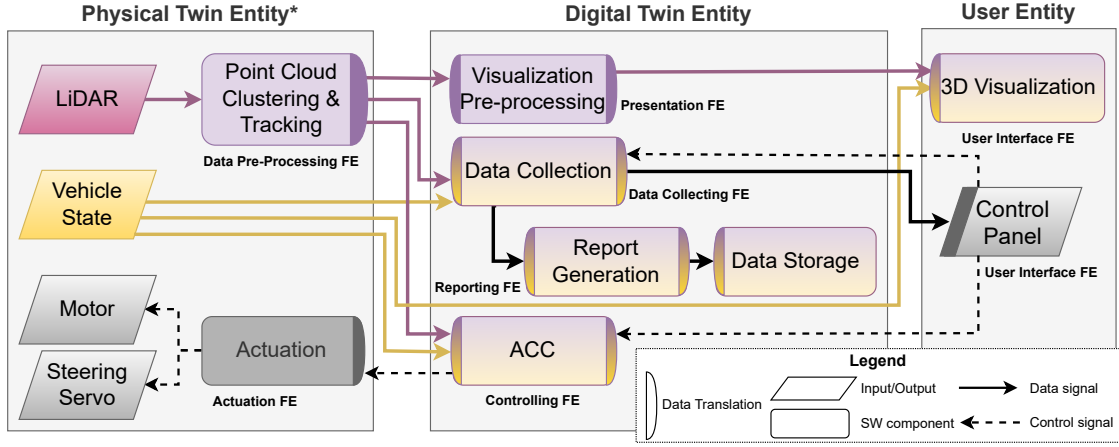 Physical Twin Entity*
Digital Twin Entity
User Entity
LiDAR
Point Cloud
Clustering &
Tracking
Data Pre-Processing FE
Visualization
Pre-processing
Presentation FE
3D Visualization
User Interface FE
Vehicle
State
Data Collection
Data Collecting FE
Control
Panel
User Interface FE
Report
Generation
Reporting FE
Data Storage
Motor
Steering
Servo
Actuation
Actuation FE
ACC
Controlling FE
Legend
Data Translation
Input/Output
Data signal
SW component
Control signal